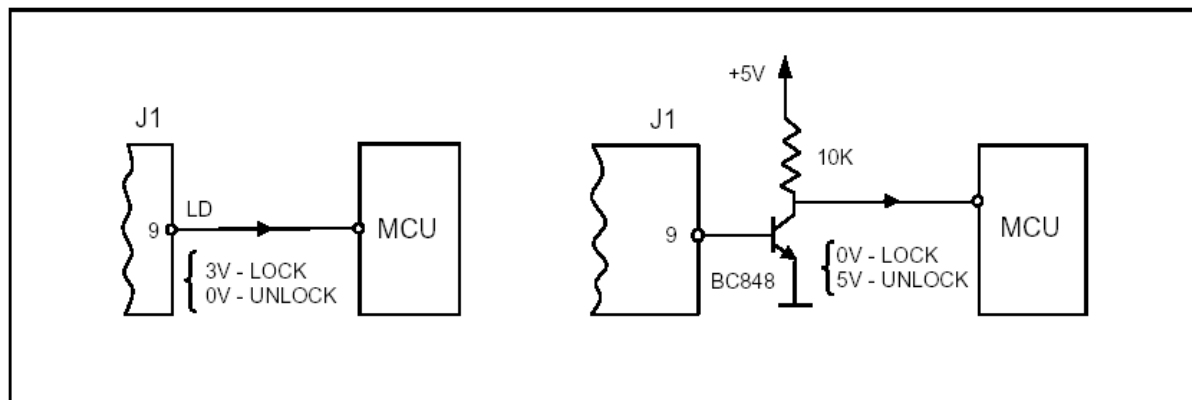 J1
9
LD
3V - LOCK
0V - UNLOCK
MCU
+5V
J1
10K
9
BC848
0V - LOCK
5V - UNLOCK
MCU